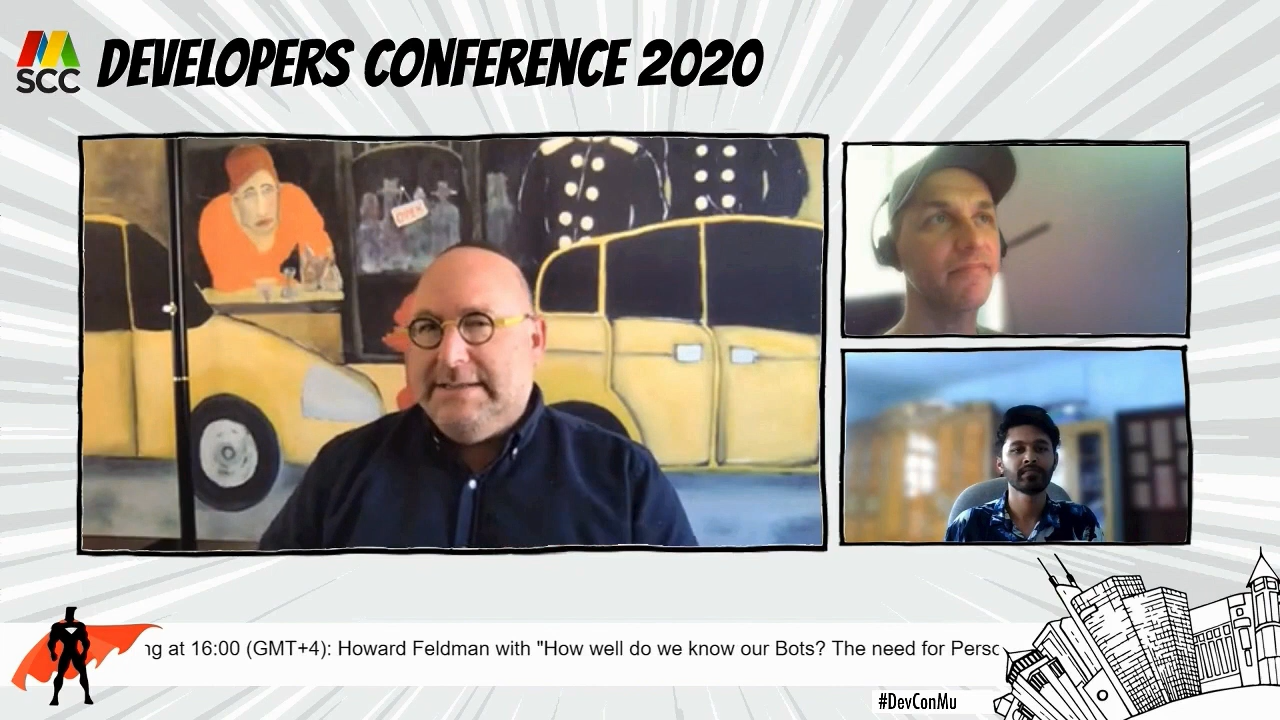 SCC
DEVELOPERS CONFERENCE 2020
OPEN
ng at 16:00 (GMT+4): Howard Feldman with "How well do we know our Bots? The need for Persc
#DevConMu